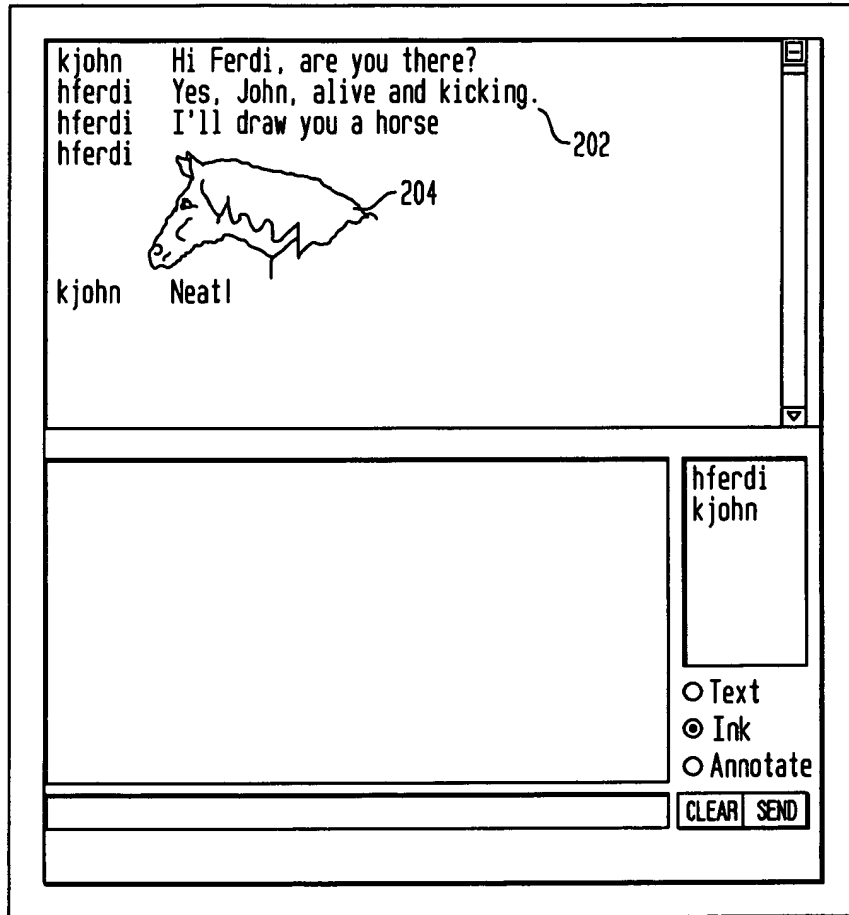 kjohn Hi Ferdi, are you there?
hferdi Yes, John, alive and kicking.
hferdi I'll draw you a horse
202
hferdi
204
kjohn Neat!
hferdi
kjohn
Text
Ink
Annotate
CLEAR SEND